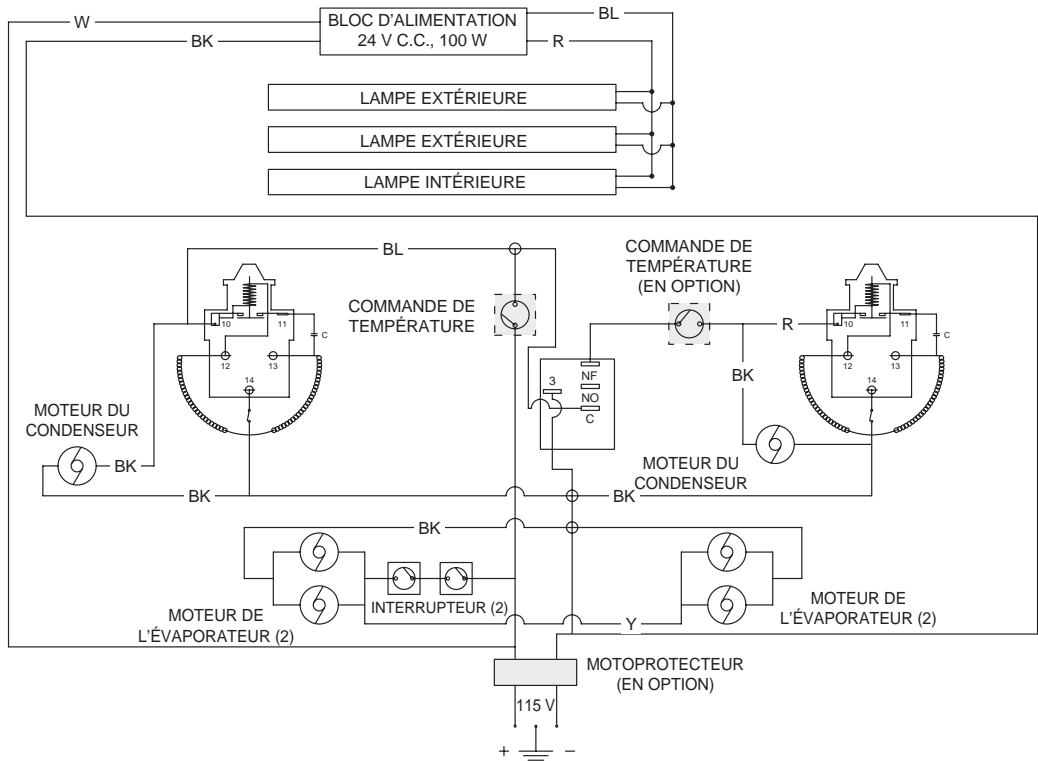 W
BK
BLOC D'ALIMENTATION
24 V C.C., 100 W
BL
R
LAMPE EXTÉRIEURE
LAMPE EXTÉRIEURE
LAMPE INTÉRIEURE
BL
COMMANDE DE
TEMPÉRATURE
COMMANDE DE
TEMPÉRATURE
(EN OPTION)
R
BK
10
11
C
12
13
14
3
NF
NO
C
10
11
C
12
13
14
MOTEUR DU
CONDENSEUR
BK
BK
MOTEUR DU
CONDENSEUR
BK
BK
MOTEUR DE
L'ÉVAPORATEUR (2)
INTERRUPTEUR (2)
Y
MOTEUR DE
L'ÉVAPORATEUR (2)
MOTOPROTECTEUR
(EN OPTION)
115 V
+ −